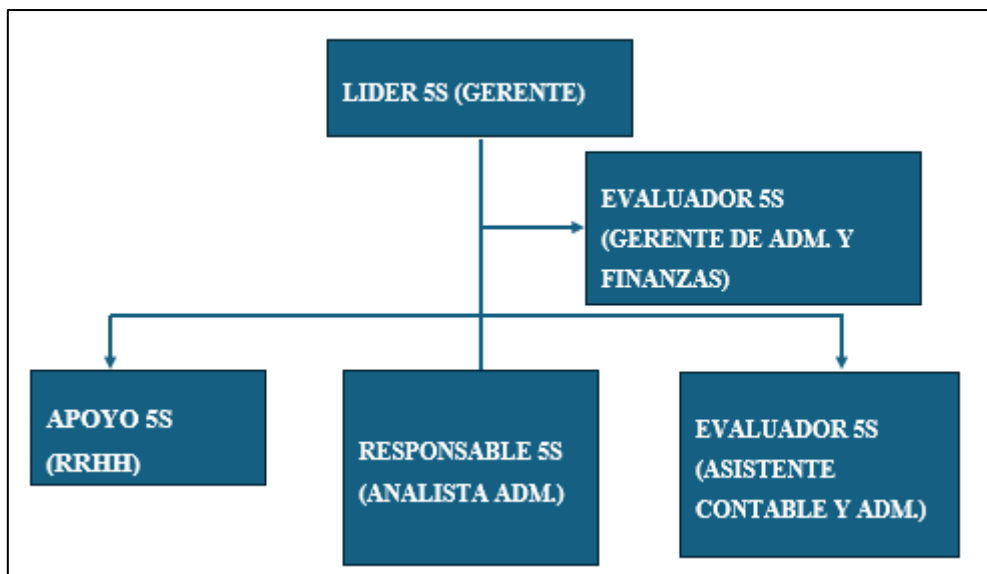 LIDER 5S (GERENTE)
EVALUADOR 5S
(GERENTE DE ADM. Y
FINANZAS)
APOYO 5S
(RRHH)
RESPONSABLE 5S
(ANALISTA ADM.)
EVALUADOR 5S
(ASISTENTE
CONTABLE Y ADM.)